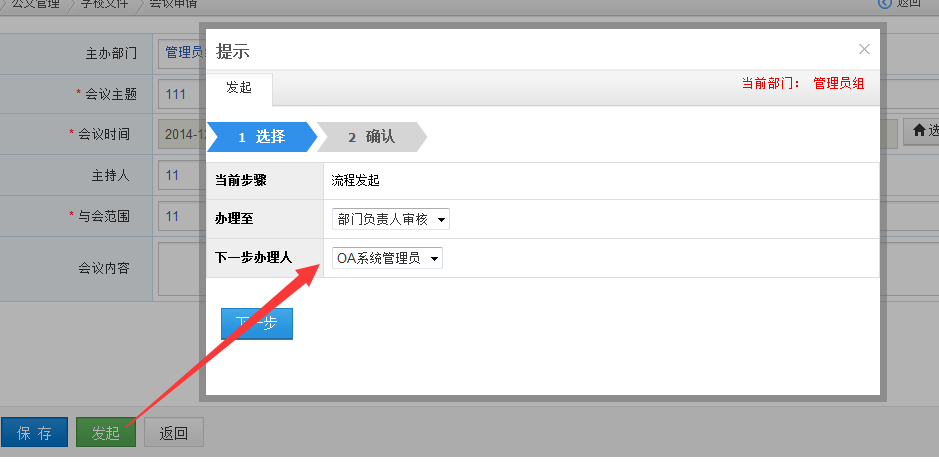 公文管理 学校文件 会议申请 返回
主办部门 管理员
* 会议主题 111
* 会议时间 2014-12 选
主持人 11
* 与会范围 11
会议内容
提示
发起 当前部门： 管理员组
1 选择 2 确认
当前步骤 流程发起
办理至 部门负责人审核
下一步办理人 OA系统管理员
下一步
保 存 发起 返回